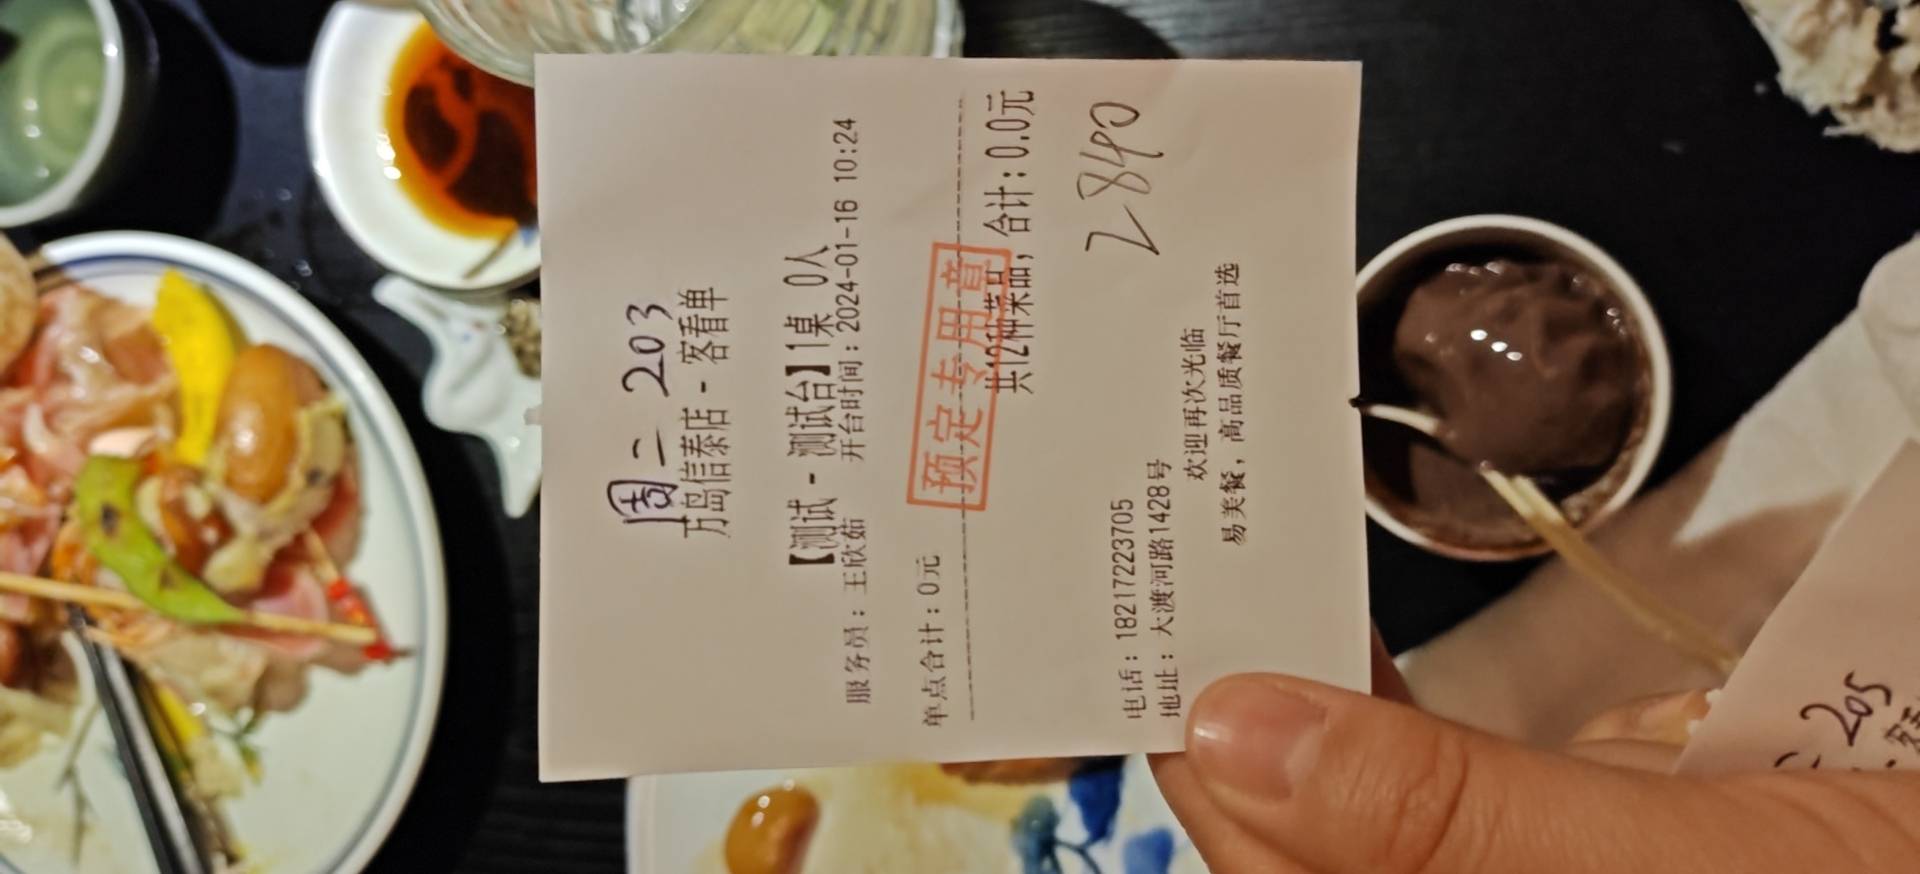 周二 203
万岛信泰店 - 客看单
【测试 - 测试台】1桌 0人
服务员：王欣茹 开台时间：2024-01-16 10:24
单点合计：0元
预定专用章
共12种菜品，合计：0.0元
2840
电话：18217223705
地址：大渡河路1428号
欢迎再次光临
易美餐，高品质餐厅首选
205